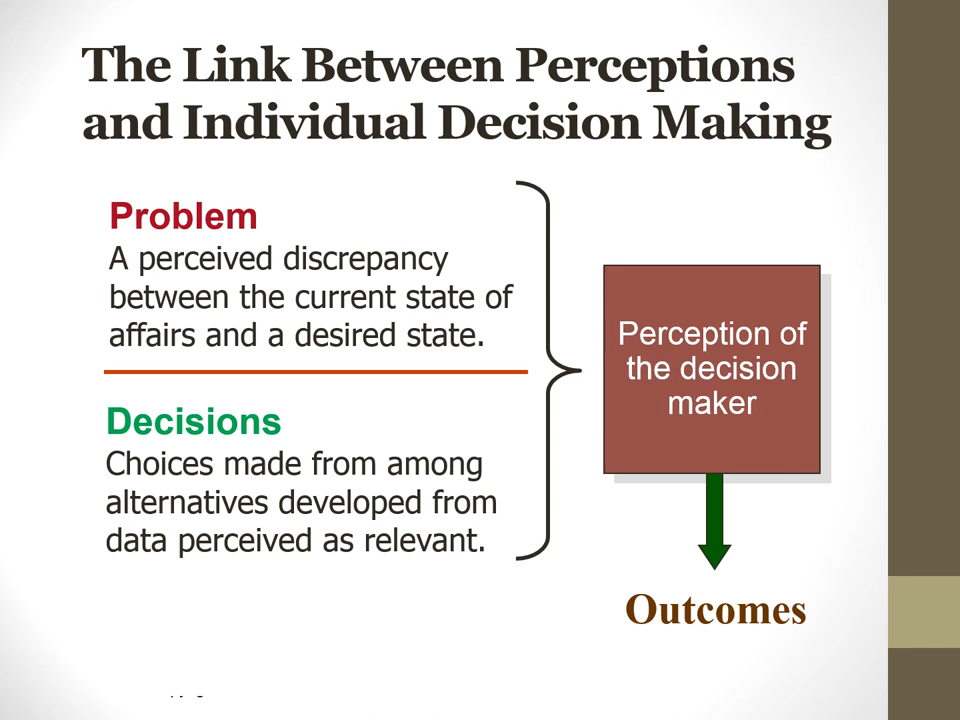 The Link Between Perceptions
and Individual Decision Making
Problem
A perceived discrepancy
between the current state of
affairs and a desired state.
Decisions
Choices made from among
alternatives developed from
data perceived as relevant.
Perception of
the decision
maker
Outcomes